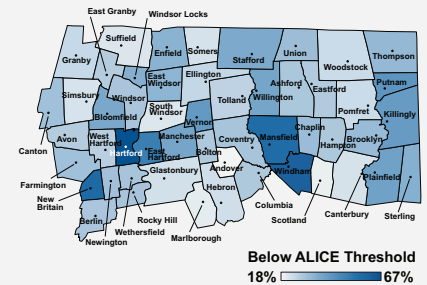 East Granby
Windsor Locks
Suffield
Granby
Enfield
Somers
Stafford
Union
Woodstock
Thompson
East
Windsor
Ellington
Simsbury
Windsor
South
Windsor
Tolland
Willington
Ashford
Eastford
Putnam
Pomfret
Killingly
Bloomfield
Vernon
Avon
West
Hartford
Hartford
East
Hartford
Manchester
Bolton
Coventry
Mansfield
Chaplin
Hampton
Brooklyn
Canton
Farmington
Glastonbury
Andover
Windham
Plainfield
New
Britain
Hebron
Columbia
Scotland
Canterbury
Sterling
Berlin
Rocky Hill
Wethersfield
Newington
Marlborough
Below ALICE Threshold
18%
67%